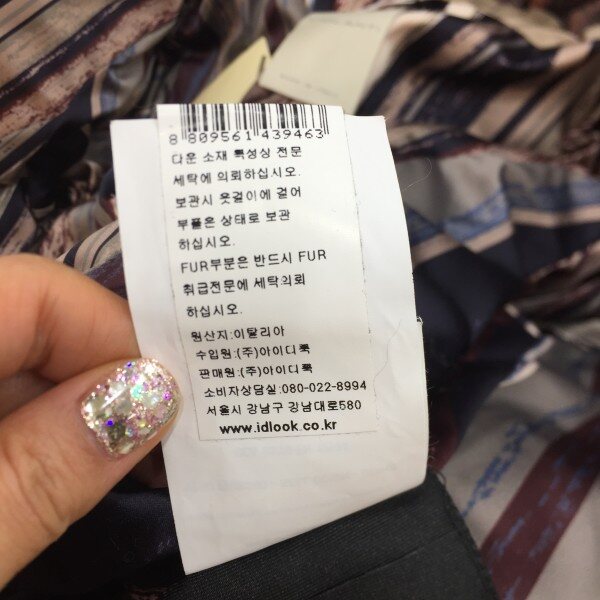 8 809561 439463
다운 소재 특성상 전문
세탁에 의뢰하십시오.
보관시 옷걸이에 걸어
부풀은 상태로 보관
하십시오.
FUR부분은 반드시 FUR
취급전문에 세탁의뢰
하십시오.
원산지:이탈리아
수입원:(주)아이디룩
판매원:(주)아이디룩
소비자상담실:080-022-8994
서울시 강남구 강남대로580
www.idlook.co.kr